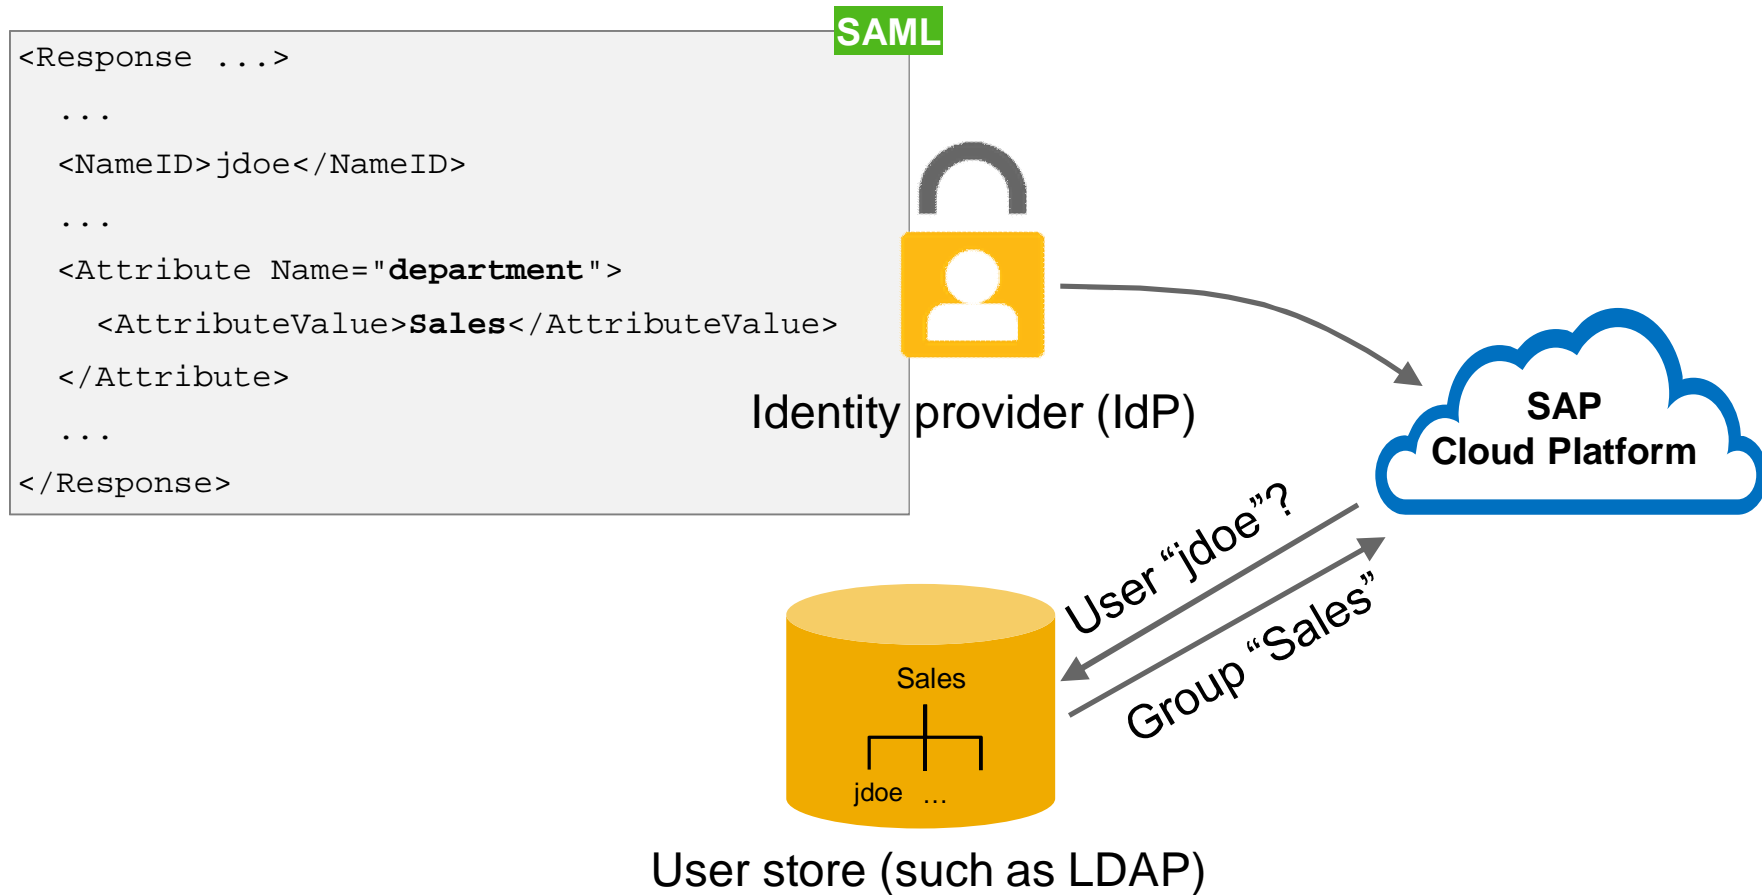 SAML
<Response ...>
...
<NameID>jdoe</NameID>
...
<Attribute Name="department">
<AttributeValue>Sales</AttributeValue>
</Attribute>
...
</Response>
Identity provider (IdP)
SAP
Cloud Platform
User “jdoe”?
Group “Sales”
Sales
jdoe ...
User store (such as LDAP)